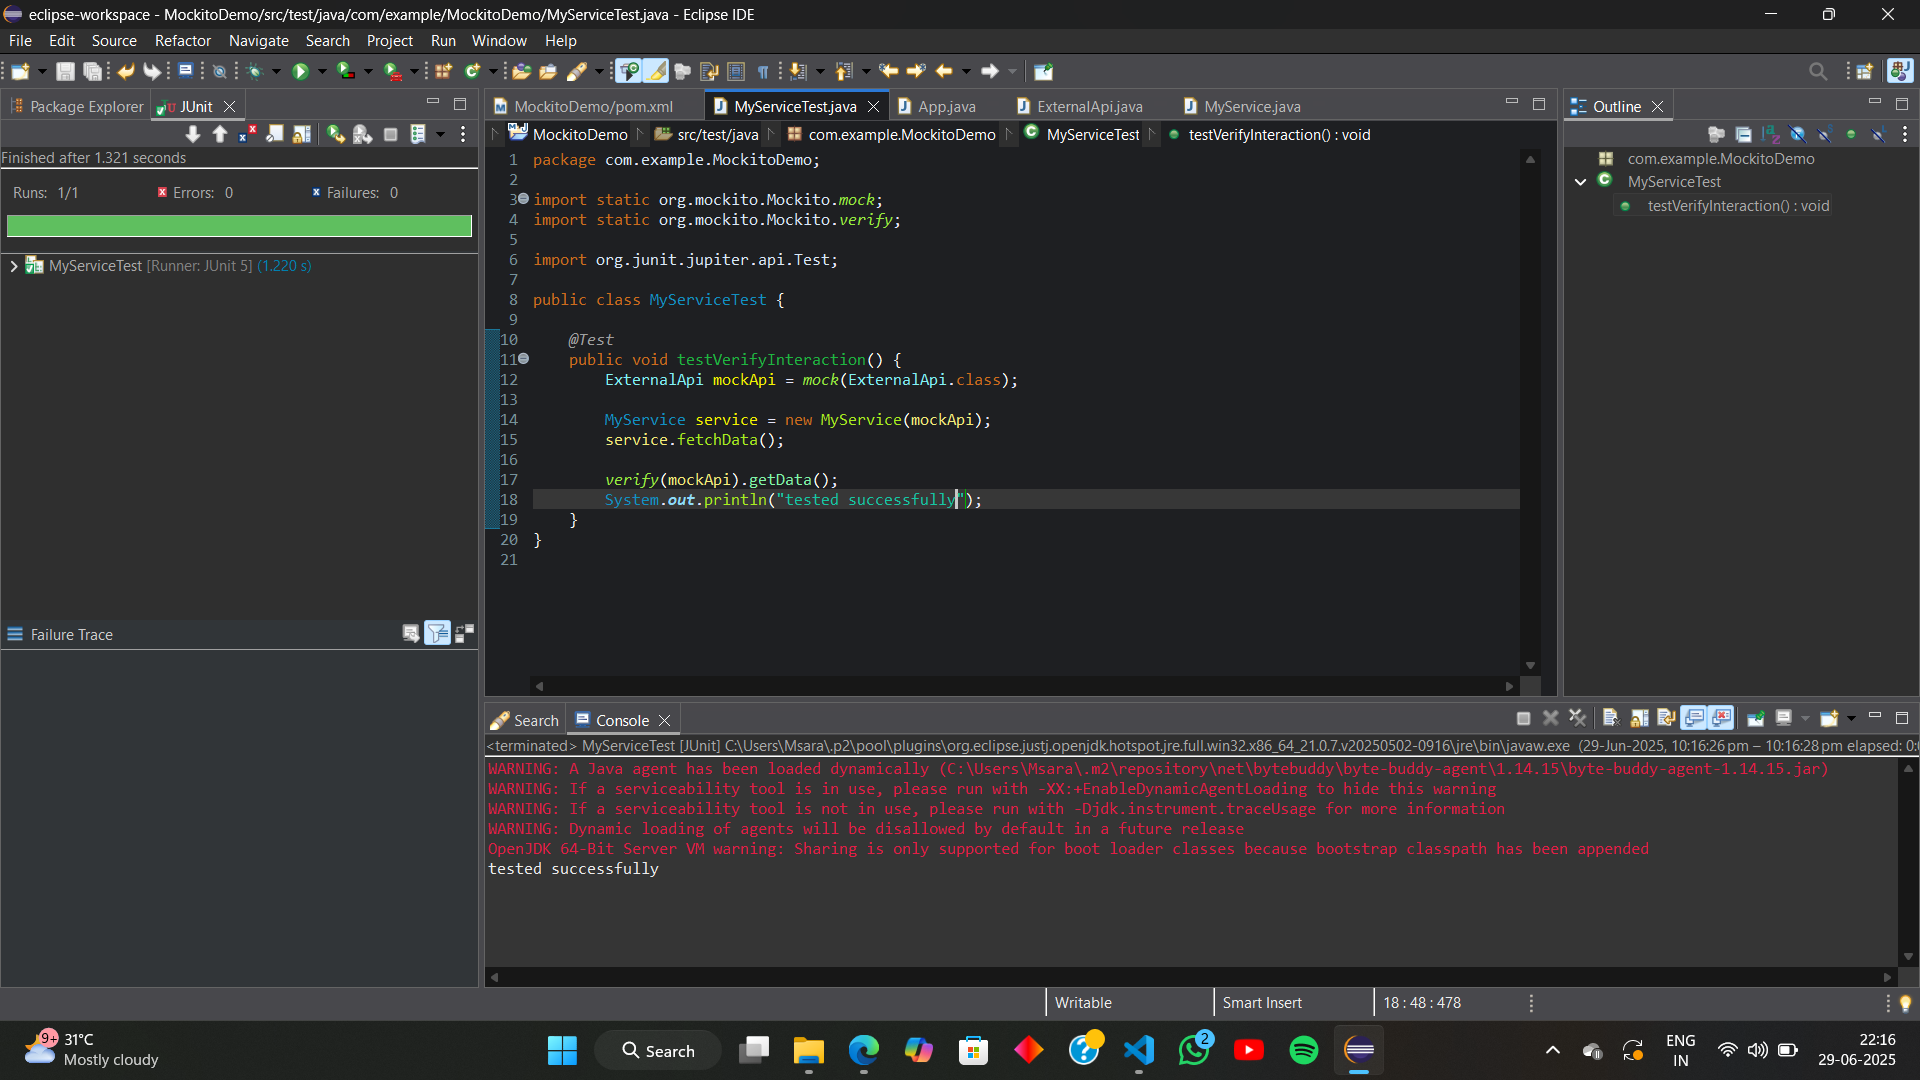 eclipse-workspace - MockitoDemo/src/test/java/com/example/MockitoDemo/MyServiceTest.java - Eclipse IDE
File Edit Source Refactor Navigate Search Project Run Window Help
Package Explorer JUnit
Finished after 1.321 seconds
Runs: 1/1 Errors: 0 Failures: 0
MyServiceTest [Runner: JUnit 5] (1.220 s)
Failure Trace
MockitoDemo/pom.xml MyServiceTest.java App.java ExternalApi.java MyService.java
MockitoDemo src/test/java com.example.MockitoDemo MyServiceTest testVerifyInteraction() : void
1 package com.example.MockitoDemo;
2
3 import static org.mockito.Mockito.mock;
4 import static org.mockito.Mockito.verify;
5
6 import org.junit.jupiter.api.Test;
7
8 public class MyServiceTest {
9
10 @Test
11 public void testVerifyInteraction() {
12 ExternalApi mockApi = mock(ExternalApi.class);
13
14 MyService service = new MyService(mockApi);
15 service.fetchData();
16
17 verify(mockApi).getData();
18 System.out.println("tested successfully");
19 }
20 }
21
Outline
com.example.MockitoDemo
MyServiceTest
testVerifyInteraction() : void
Search Console
<terminated> MyServiceTest [JUnit] C:\Users\Msara\.p2\pool\plugins\org.eclipse.justj.openjdk.hotspot.jre.full.win32.x86_64_21.0.7.v20250502-0916\jre\bin\javaw.exe (29-Jun-2025, 10:16:26 pm – 10:16:28 pm elapsed: 0:0
WARNING: A Java agent has been loaded dynamically (C:\Users\Msara\.m2\repository\net\bytebuddy\byte-buddy-agent\1.14.15\byte-buddy-agent-1.14.15.jar)
WARNING: If a serviceability tool is in use, please run with -XX:+EnableDynamicAgentLoading to hide this warning
WARNING: If a serviceability tool is not in use, please run with -Djdk.instrument.traceUsage for more information
WARNING: Dynamic loading of agents will be disallowed by default in a future release
OpenJDK 64-Bit Server VM warning: Sharing is only supported for boot loader classes because bootstrap classpath has been appended
tested successfully
Writable Smart Insert 18 : 48 : 478
9+ 31°C
Mostly cloudy
Search
2
ENG
IN
22:16
29-06-2025